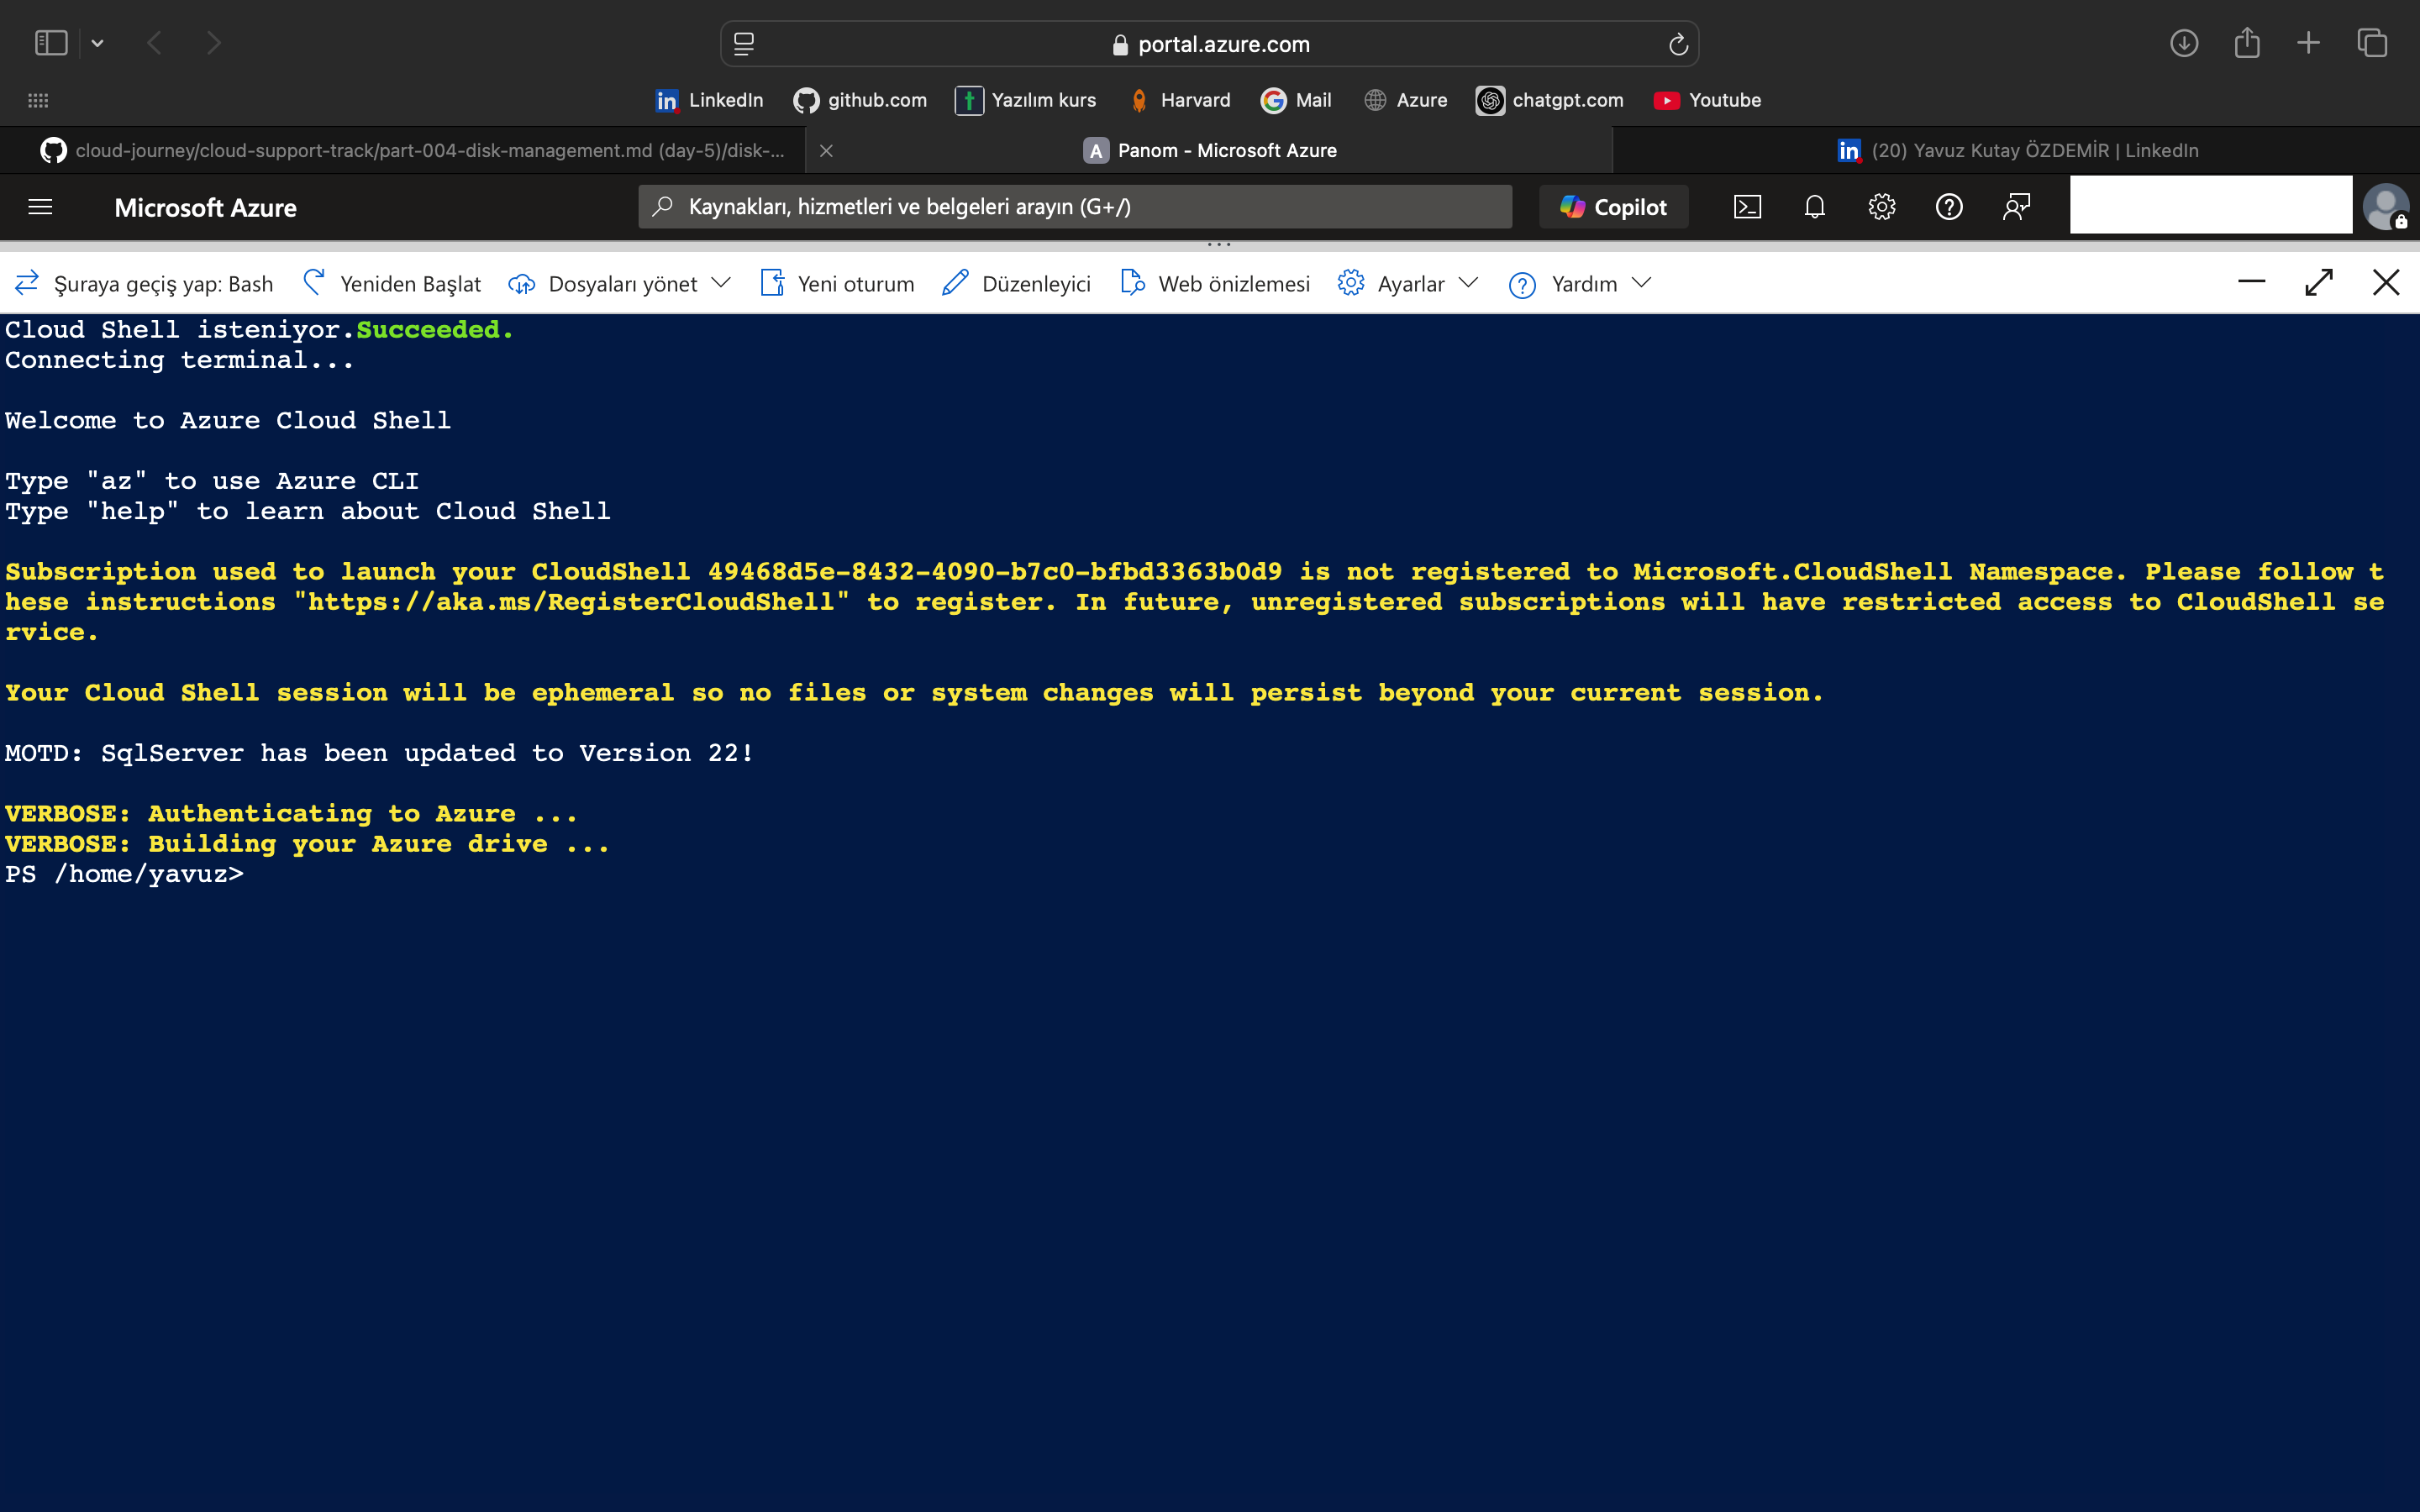 portal.azure.com
LinkedIn github.com Yazılım kurs Harvard Mail Azure chatgpt.com Youtube
cloud-journey/cloud-support-track/part-004-disk-management.md (day-5)/disk-... A Panom - Microsoft Azure in (20) Yavuz Kutay ÖZDEMİR | LinkedIn
Microsoft Azure Kaynakları, hizmetleri ve belgeleri arayın (G+/) Copilot
Şuraya geçiş yap: Bash Yeniden Başlat Dosyaları yönet Yeni oturum Düzenleyici Web önizlemesi Ayarlar Yardım
Cloud Shell isteniyor.Succeeded.
Connecting terminal...
Welcome to Azure Cloud Shell
Type "az" to use Azure CLI
Type "help" to learn about Cloud Shell
Subscription used to launch your CloudShell 49468d5e-8432-4090-b7c0-bfbd3363b0d9 is not registered to Microsoft.CloudShell Namespace. Please follow t
hese instructions "https://aka.ms/RegisterCloudShell" to register. In future, unregistered subscriptions will have restricted access to CloudShell se
rvice.
Your Cloud Shell session will be ephemeral so no files or system changes will persist beyond your current session.
MOTD: SqlServer has been updated to Version 22!
VERBOSE: Authenticating to Azure ...
VERBOSE: Building your Azure drive ...
PS /home/yavuz>